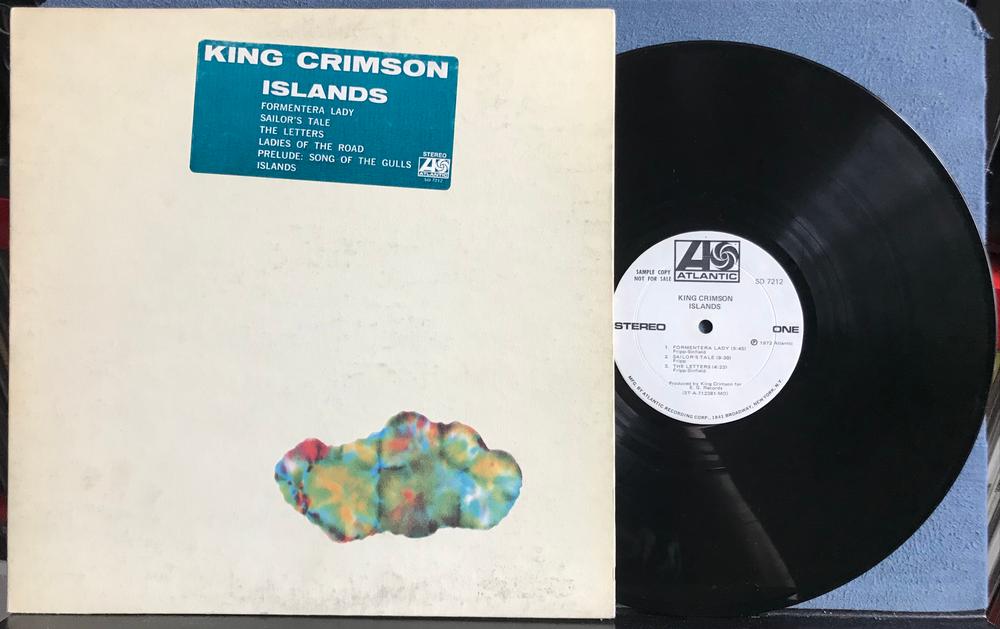 KING CRIMSON
ISLANDS
FORMENTERA LADY
SAILOR'S TALE
THE LETTERS
LADIES OF THE ROAD
PRELUDE: SONG OF THE GULLS
ISLANDS
STEREO
ATLANTIC
SD 7212
ATLANTIC
SAMPLE COPY
NOT FOR SALE
SD 7212
KING CRIMSON
ISLANDS
STEREO
ONE
℗ 1972 Atlantic
1. FORMENTERA LADY (9:45)
Fripp-Sinfield
2. SAILOR'S TALE (9:30)
Fripp
3. THE LETTERS (4:23)
Fripp-Sinfield
Produced by King Crimson for
E. G. Records
(ST-A-712381-MO)
MFG. BY ATLANTIC RECORDING CORP., 1841 BROADWAY, NEW YORK, N.Y.